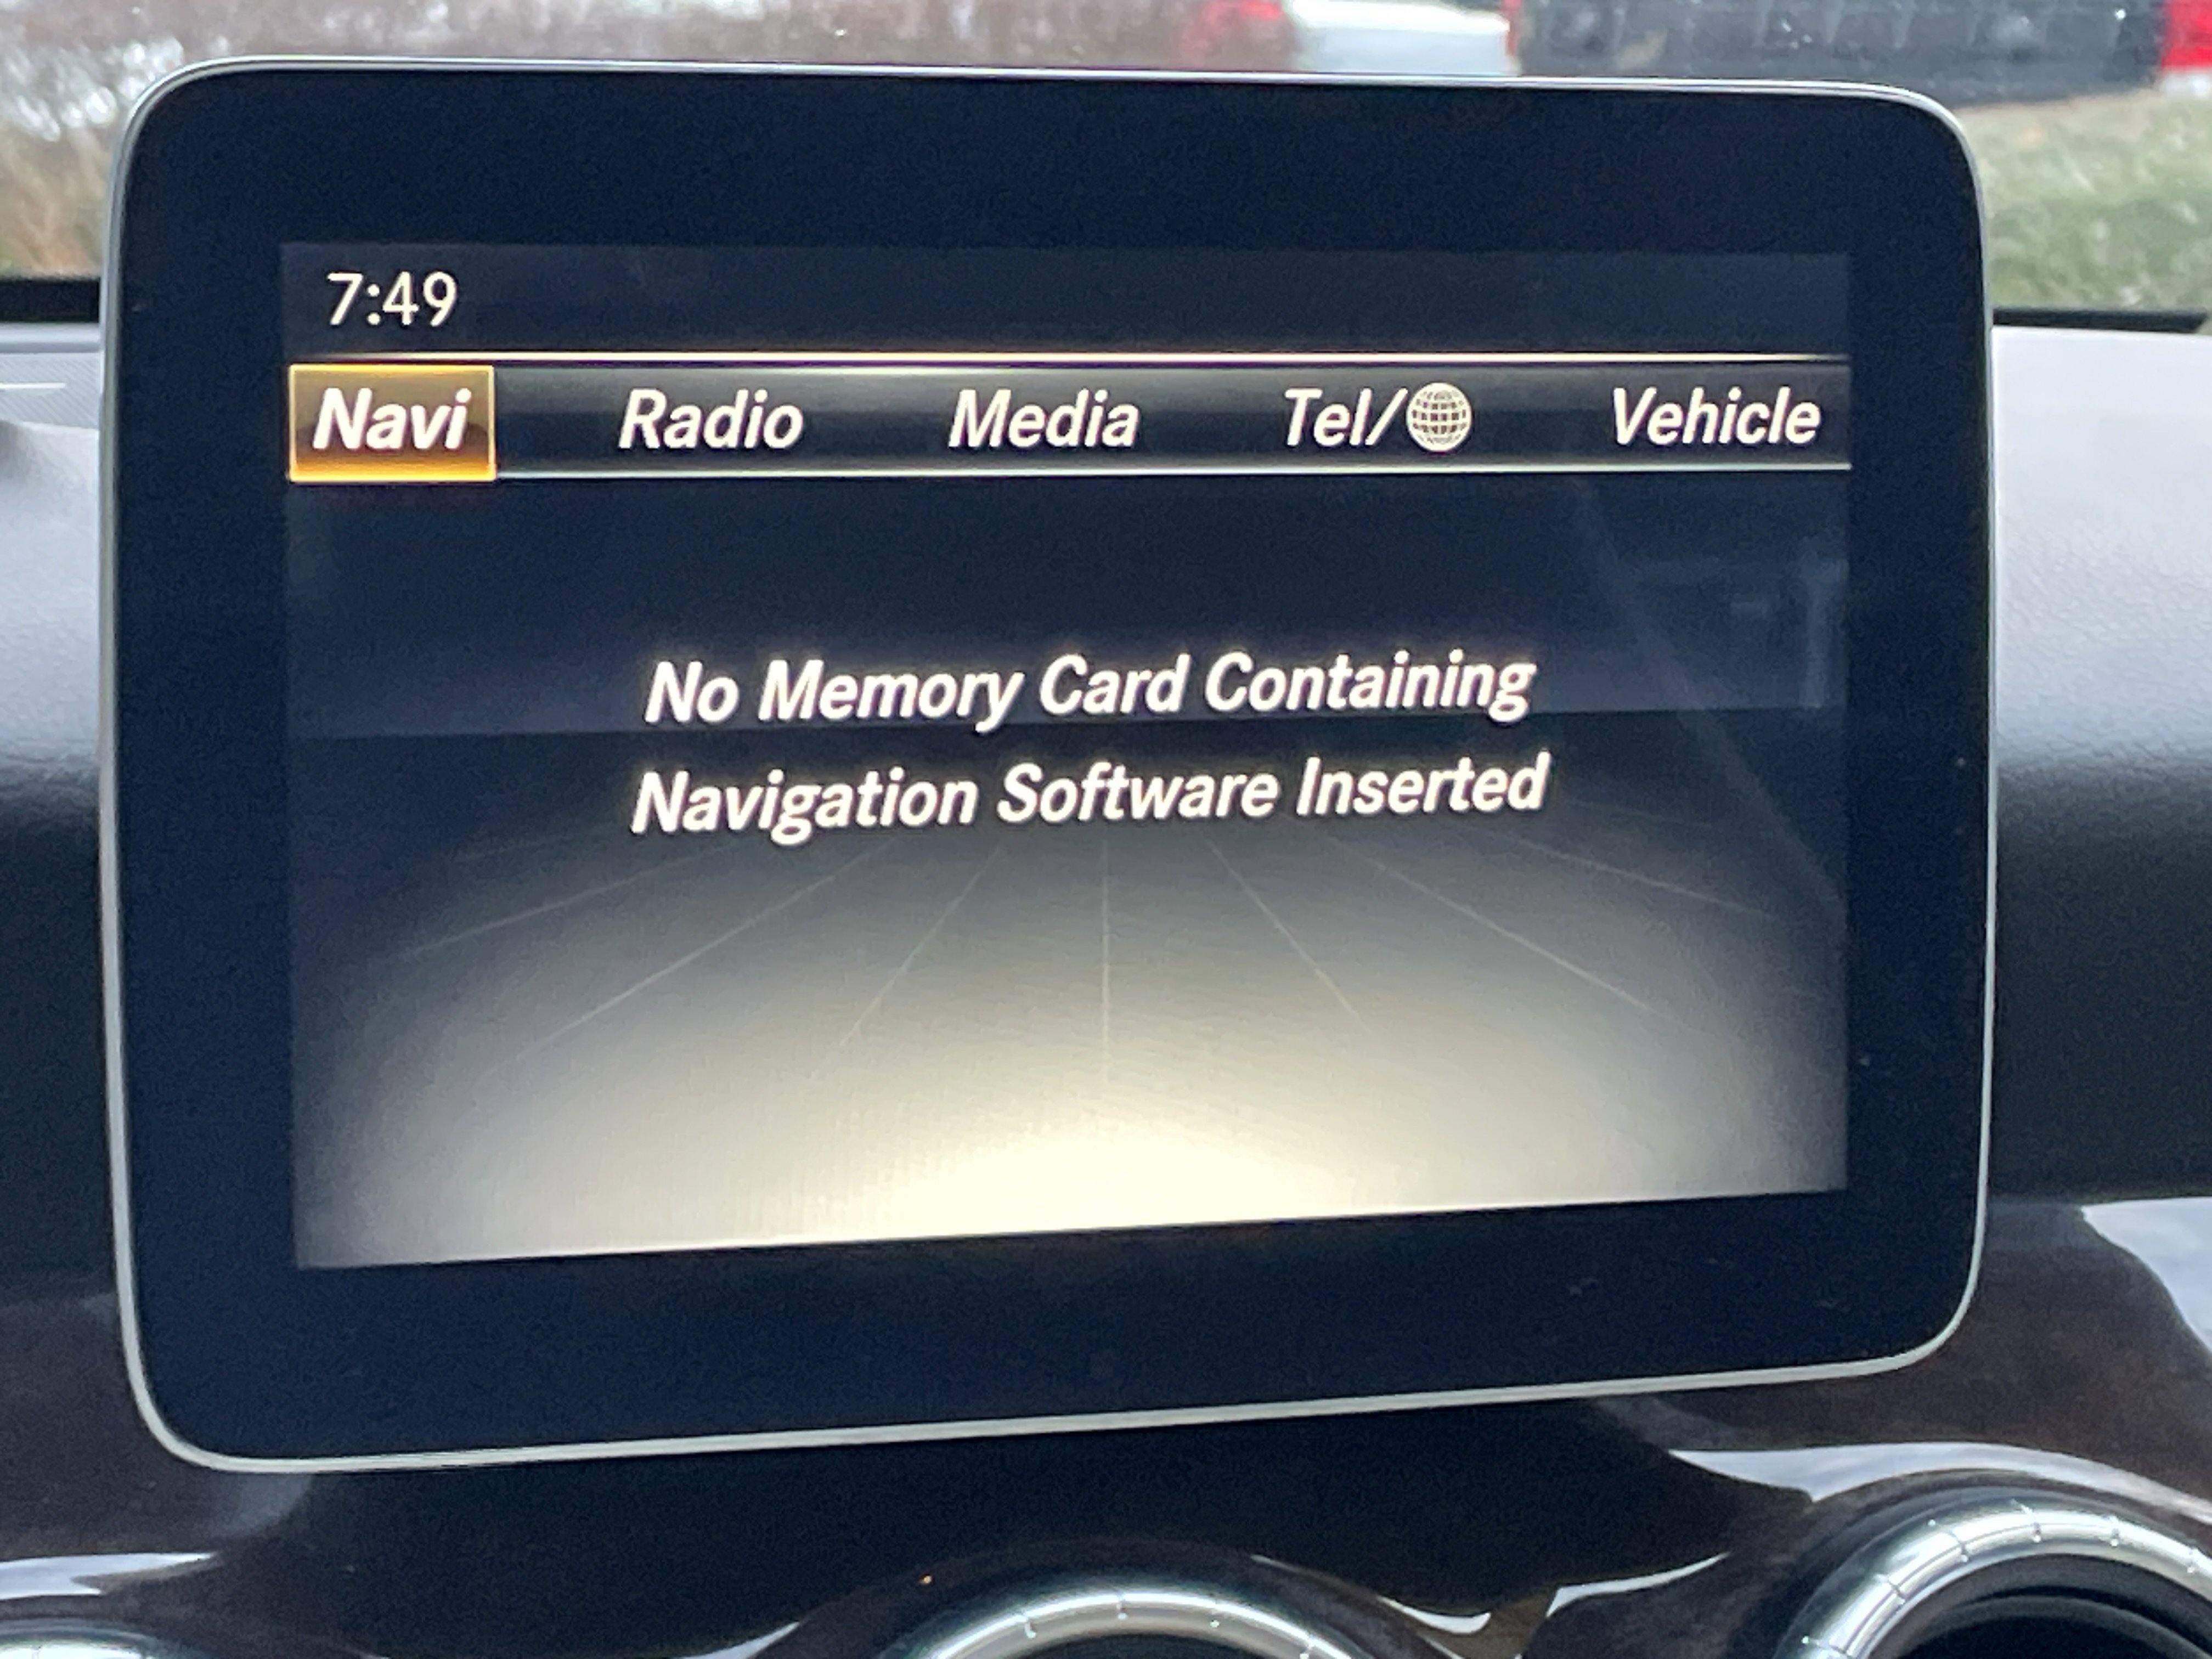 7:49
Navi Radio Media Tel/ Vehicle
No Memory Card Containing
Navigation Software Inserted